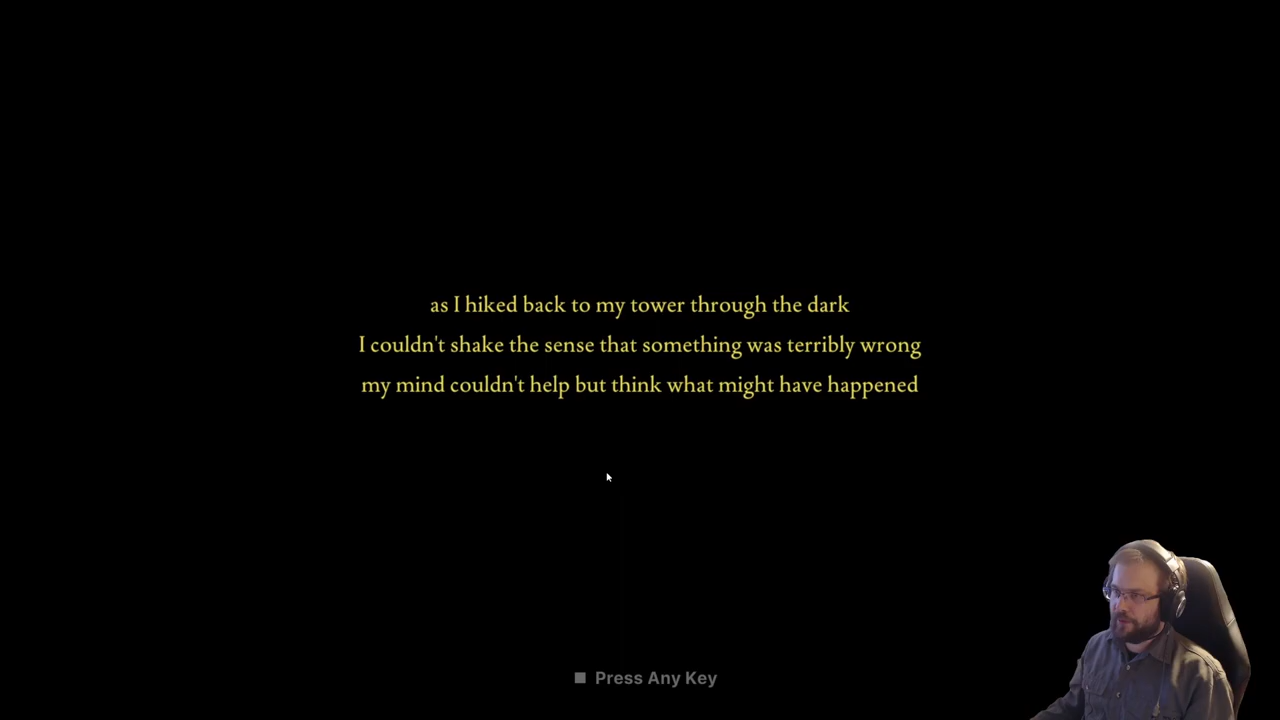 as I hiked back to my tower through the dark
I couldn't shake the sense that something was terribly wrong
my mind couldn't help but think what might have happened
Press Any Key